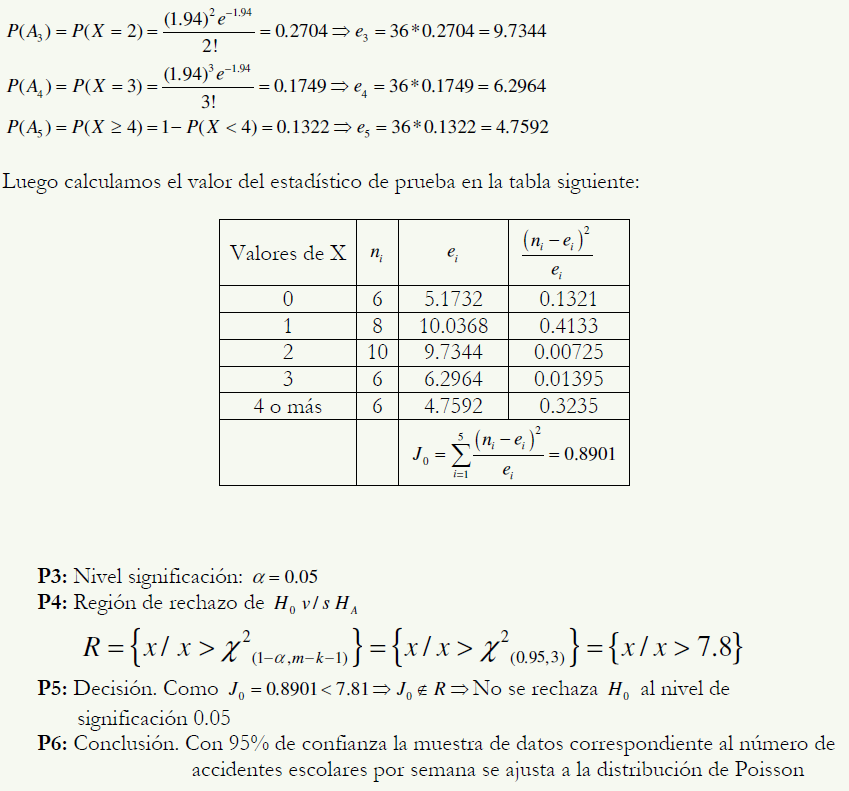 P(A₃) = P(X = 2) = (1.94)² e^(-1.94) / 2! = 0.2704 ⇒ e₃ = 36*0.2704 = 9.7344
P(A₄) = P(X = 3) = (1.94)³ e^(-1.94) / 3! = 0.1749 ⇒ e₄ = 36*0.1749 = 6.2964
P(A₅) = P(X ≥ 4) = 1− P(X < 4) = 0.1322 ⇒ e₅ = 36*0.1322 = 4.7592
Luego calculamos el valor del estadístico de prueba en la tabla siguiente:
Valores de X nᵢ eᵢ (nᵢ − eᵢ)² / eᵢ
0 6 5.1732 0.1321
1 8 10.0368 0.4133
2 10 9.7344 0.00725
3 6 6.2964 0.01395
4 o más 6 4.7592 0.3235
J₀ = ∑_(i=1)^5 (nᵢ − eᵢ)² / eᵢ = 0.8901
P3: Nivel significación: α = 0.05
P4: Región de rechazo de H₀ v / s H_A
R = {x / x > χ²_(1−α,m−k−1)} = {x / x > χ²_(0.95,3)} = {x / x > 7.8}
P5: Decisión. Como J₀ = 0.8901 < 7.81 ⇒ J₀ ∉ R ⇒ No se rechaza H₀ al nivel de
significación 0.05
P6: Conclusión. Con 95% de confianza la muestra de datos correspondiente al número de
accidentes escolares por semana se ajusta a la distribución de Poisson